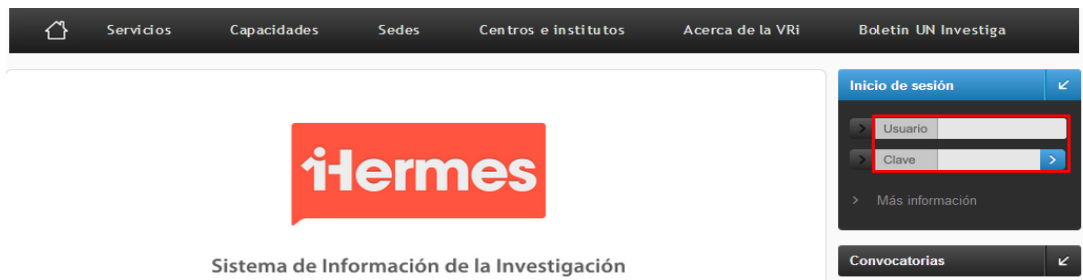 Servicios Capacidades Sedes Centros e institutos Acerca de la VRi Boletin UN Investiga
Inicio de sesión
Usuario
Clave
Más información
Convocatorias
Hermes
Sistema de Información de la Investigación